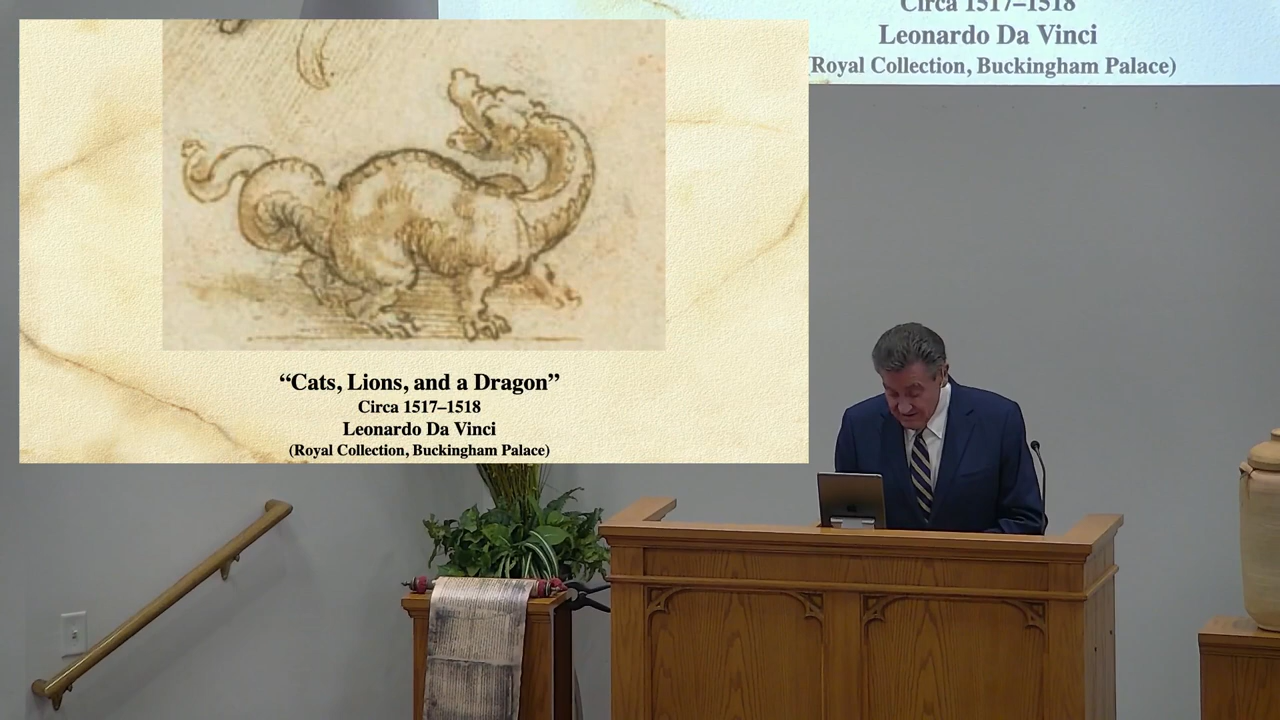 “Cats, Lions, and a Dragon”
Circa 1517–1518
Leonardo Da Vinci
(Royal Collection, Buckingham Palace)
Circa 1517–1518
Leonardo Da Vinci
(Royal Collection, Buckingham Palace)